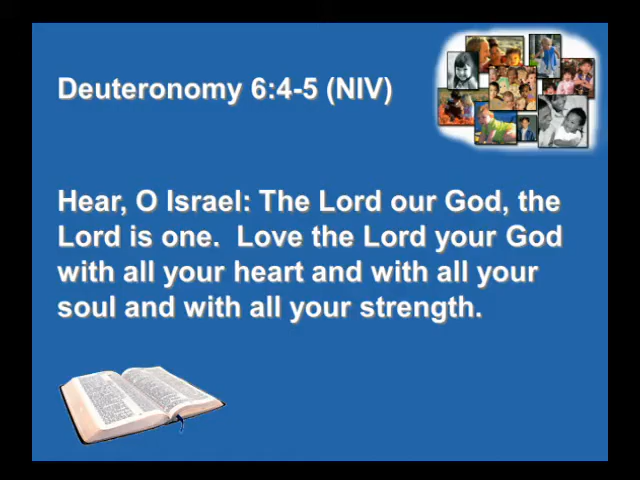 Deuteronomy 6:4-5 (NIV)
Hear, O Israel: The Lord our God, the
Lord is one.  Love the Lord your God
with all your heart and with all your
soul and with all your strength.